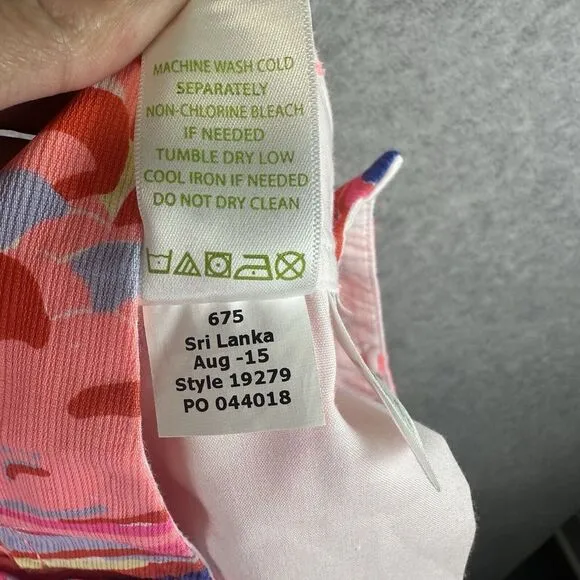 MACHINE WASH COLD
SEPARATELY
NON-CHLORINE BLEACH
IF NEEDED
TUMBLE DRY LOW
COOL IRON IF NEEDED
DO NOT DRY CLEAN
675
Sri Lanka
Aug -15
Style 19279
PO 044018